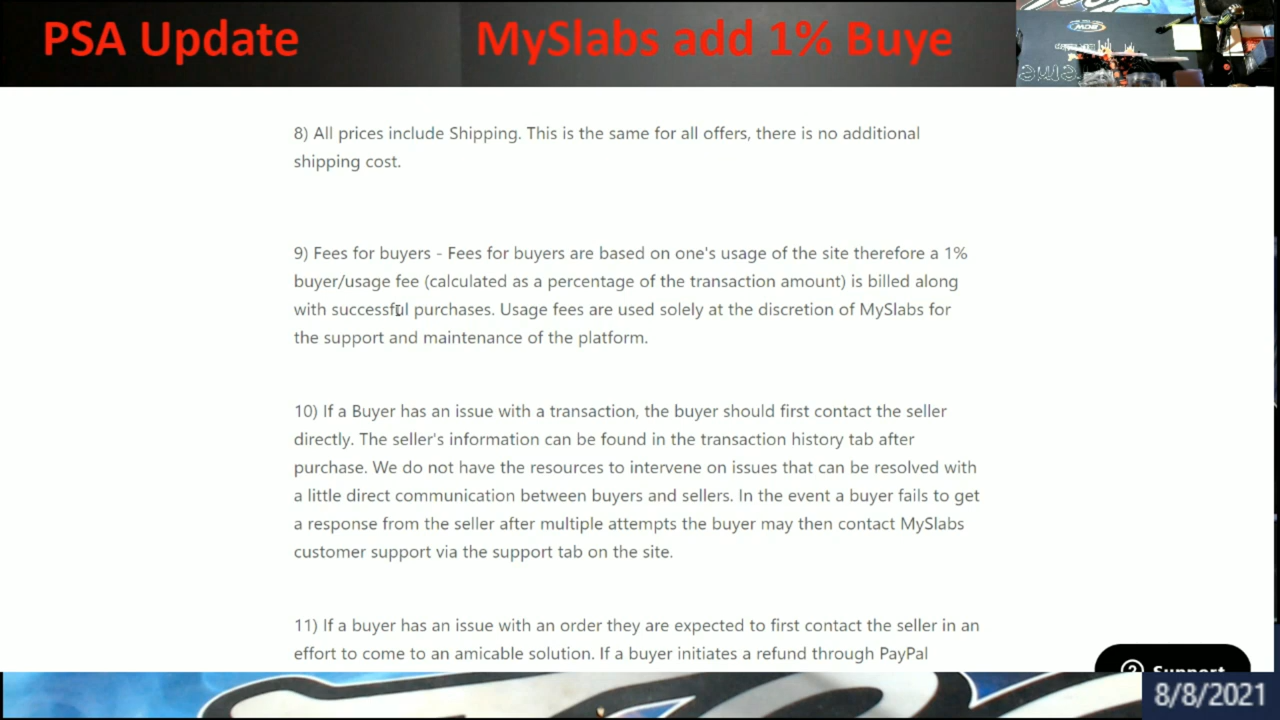 PSA Update
MySlabs add 1% Buye
8) All prices include Shipping. This is the same for all offers, there is no additional
shipping cost.
9) Fees for buyers - Fees for buyers are based on one's usage of the site therefore a 1%
buyer/usage fee (calculated as a percentage of the transaction amount) is billed along
with successful purchases. Usage fees are used solely at the discretion of MySlabs for
the support and maintenance of the platform.
10) If a Buyer has an issue with a transaction, the buyer should first contact the seller
directly. The seller's information can be found in the transaction history tab after
purchase. We do not have the resources to intervene on issues that can be resolved with
a little direct communication between buyers and sellers. In the event a buyer fails to get
a response from the seller after multiple attempts the buyer may then contact MySlabs
customer support via the support tab on the site.
11) If a buyer has an issue with an order they are expected to first contact the seller in an
effort to come to an amicable solution. If a buyer initiates a refund through PayPal
Support
8/8/2021